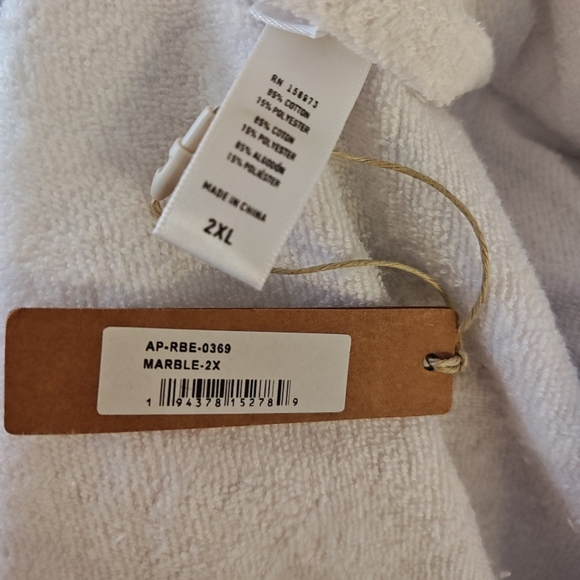 RN 156973
85% COTTON
15% POLYESTER
85% COTON
15% POLYESTER
85% ALGODÓN
15% POLIÉSTER
MADE IN CHINA
2XL
AP-RBE-0369
MARBLE-2X
1 94378 15278 9